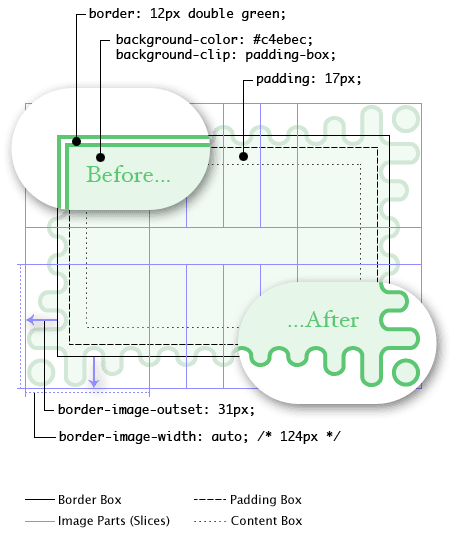 border: 12px double green;
background-color: #c4ebec;
background-clip: padding-box;
padding: 17px;
Before...
...After
border-image-outset: 31px;
border-image-width: auto; /* 124px */
Border Box
Padding Box
Image Parts (Slices)
Content Box